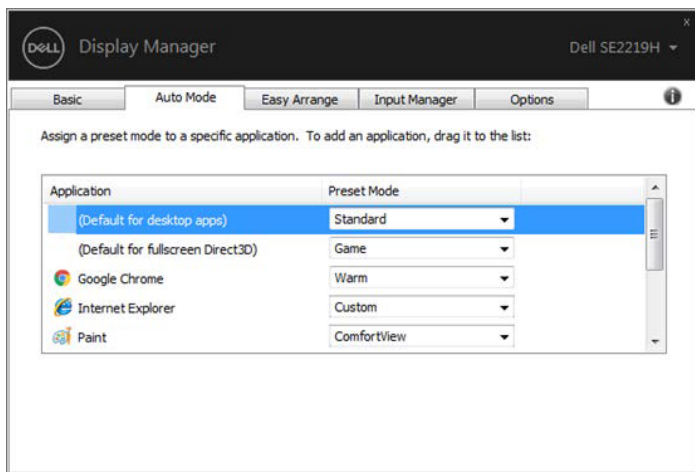 x
DELL Display Manager Dell SE2219H
Basic Auto Mode Easy Arrange Input Manager Options i
Assign a preset mode to a specific application. To add an application, drag it to the list:
Application Preset Mode
(Default for desktop apps) Standard
(Default for fullscreen Direct3D) Game
Google Chrome Warm
Internet Explorer Custom
Paint ComfortView